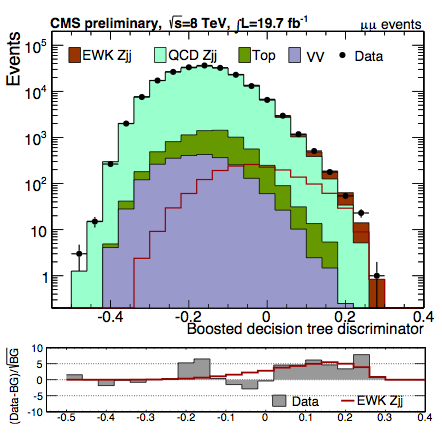 CMS preliminary, √s=8 TeV, ∫L=19.7 fb⁻¹ μμ events
EWK Zjj QCD Zjj Top VV Data
Events
10⁵
10⁴
10³
10²
10
1
-0.4 -0.2 0 0.2 0.4
Boosted decision tree discriminator
(Data-BG)/√BG
10
5
0
-5
-10
Data EWK Zjj
-0.5 -0.4 -0.3 -0.2 -0.1 0 0.1 0.2 0.3 0.4